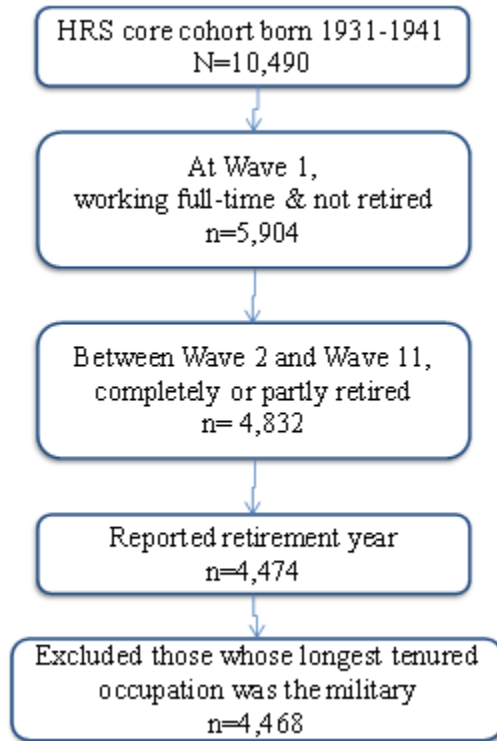 HRS core cohort born 1931-1941
N=10,490
At Wave 1,
working full-time & not retired
n=5,904
Between Wave 2 and Wave 11,
completely or partly retired
n= 4,832
Reported retirement year
n=4,474
Excluded those whose longest tenured
occupation was the military
n=4,468